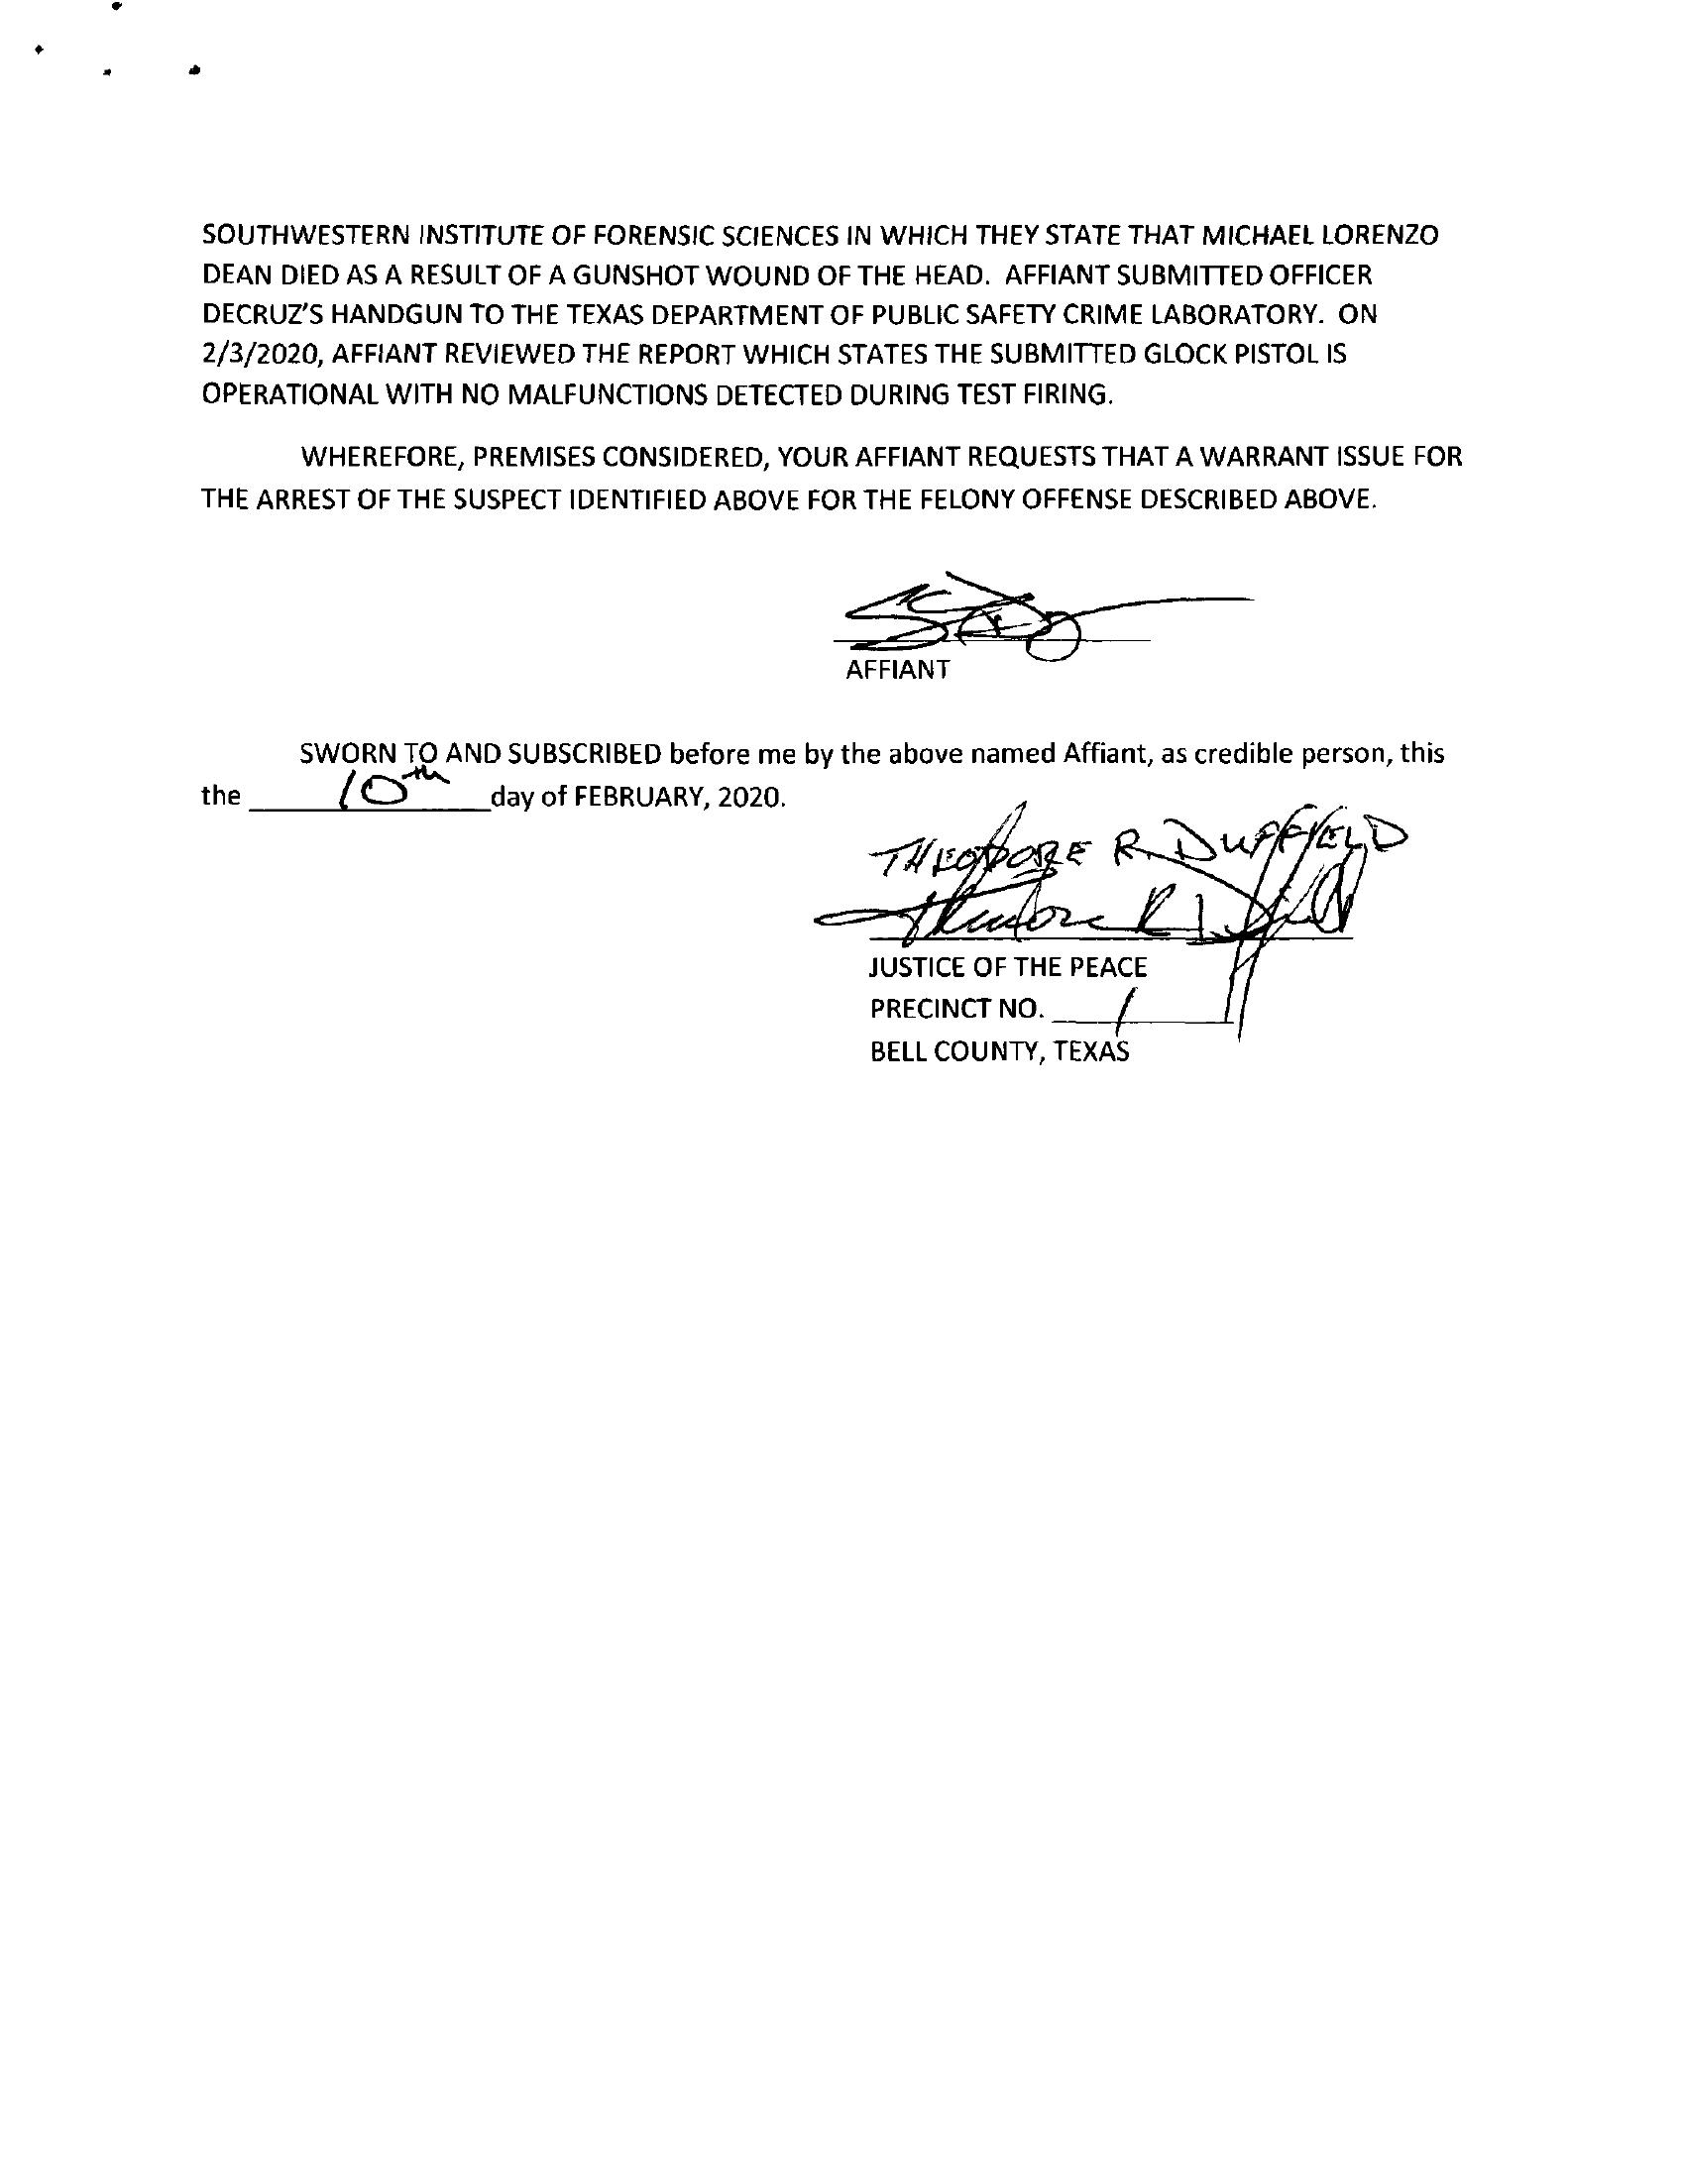 SOUTHWESTERN INSTITUTE OF FORENSIC SCIENCES IN WHICH THEY STATE THAT MICHAEL LORENZO
DEAN DIED AS A RESULT OF A GUNSHOT WOUND OF THE HEAD. AFFIANT SUBMITTED OFFICER
DECRUZ'S HANDGUN TO THE TEXAS DEPARTMENT OF PUBLIC SAFETY CRIME LABORATORY. ON
2/3/2020, AFFIANT REVIEWED THE REPORT WHICH STATES THE SUBMITTED GLOCK PISTOL IS
OPERATIONAL WITH NO MALFUNCTIONS DETECTED DURING TEST FIRING.
WHEREFORE, PREMISES CONSIDERED, YOUR AFFIANT REQUESTS THAT A WARRANT ISSUE FOR
THE ARREST OF THE SUSPECT IDENTIFIED ABOVE FOR THE FELONY OFFENSE DESCRIBED ABOVE.
AFFIANT
SWORN TO AND SUBSCRIBED before me by the above named Affiant, as credible person, this
the 10th day of FEBRUARY, 2020.
THEODORE R. DUFFIELD
Theodore R Duffield
JUSTICE OF THE PEACE
PRECINCT NO. 1
BELL COUNTY, TEXAS